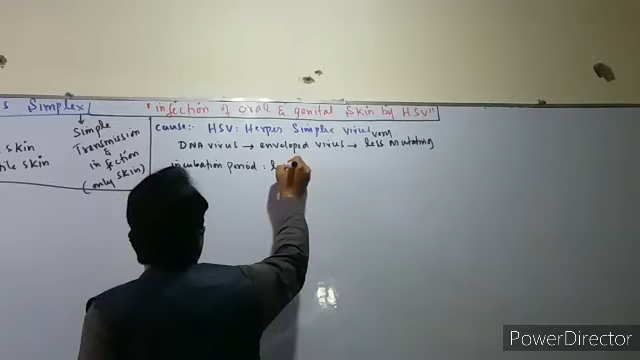 s Simplex
Simple
Transmission
&
infection
(only skin)
skin
skin
"infection of oral & genital Skin by HSV"
cause:- HSV: Herpes Simplex virus
DNA virus → enveloped virus → less Mutating
incubation period :
PowerDirector